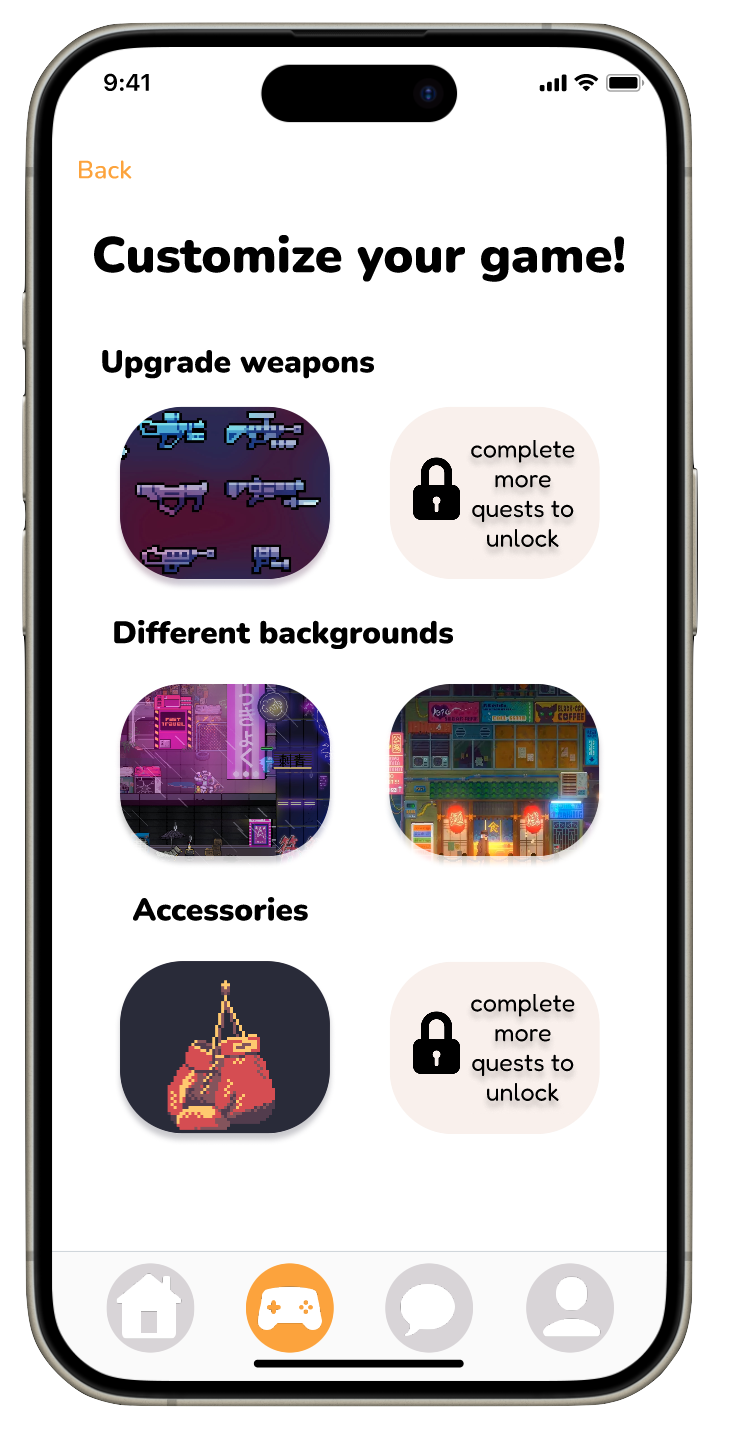 9:41
Back
Customize your game!
Upgrade weapons
complete
more
quests to
unlock
Different backgrounds
COFFEE
Accessories
complete
more
quests to
unlock